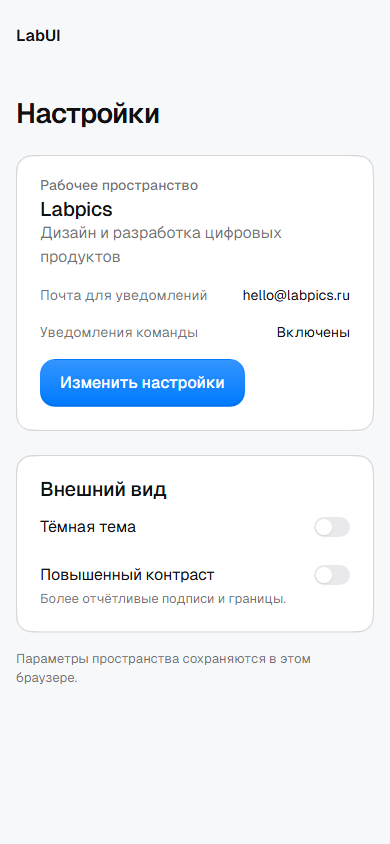 LabUI
Настройки
Рабочее пространство
Labpics
Дизайн и разработка цифровых
продуктов
Почта для уведомлений hello@labpics.ru
Уведомления команды Включены
Изменить настройки
Внешний вид
Тёмная тема
Повышенный контраст
Более отчётливые подписи и границы.
Параметры пространства сохраняются в этом
браузере.